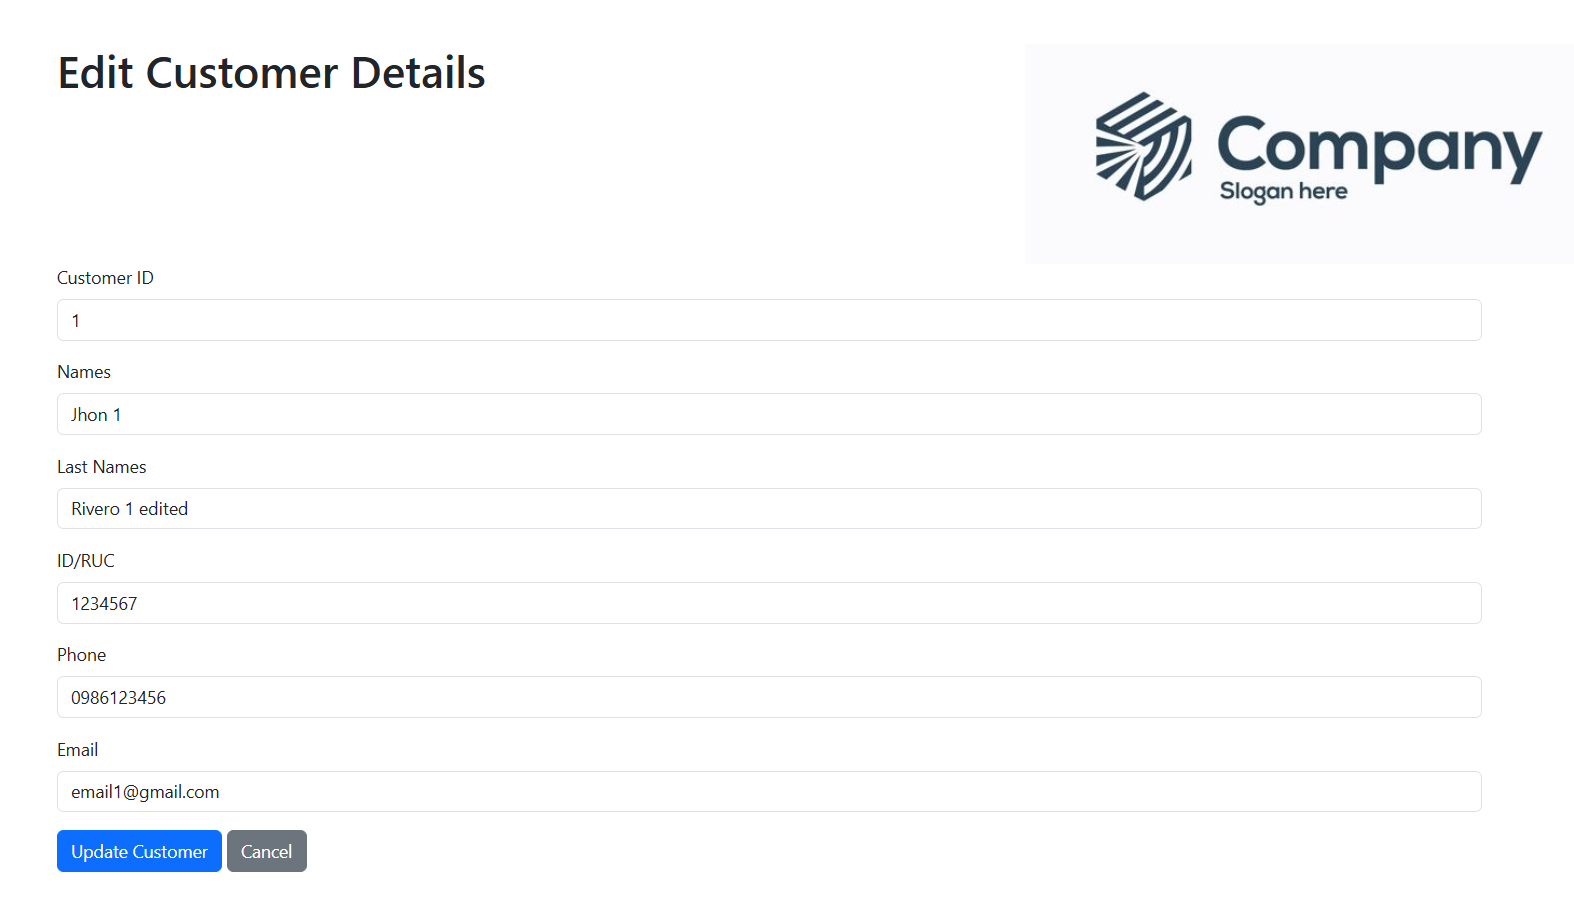 Edit Customer Details
Company
Slogan here
Customer ID
1
Names
Jhon 1
Last Names
Rivero 1 edited
ID/RUC
1234567
Phone
0986123456
Email
email1@gmail.com
Update Customer Cancel